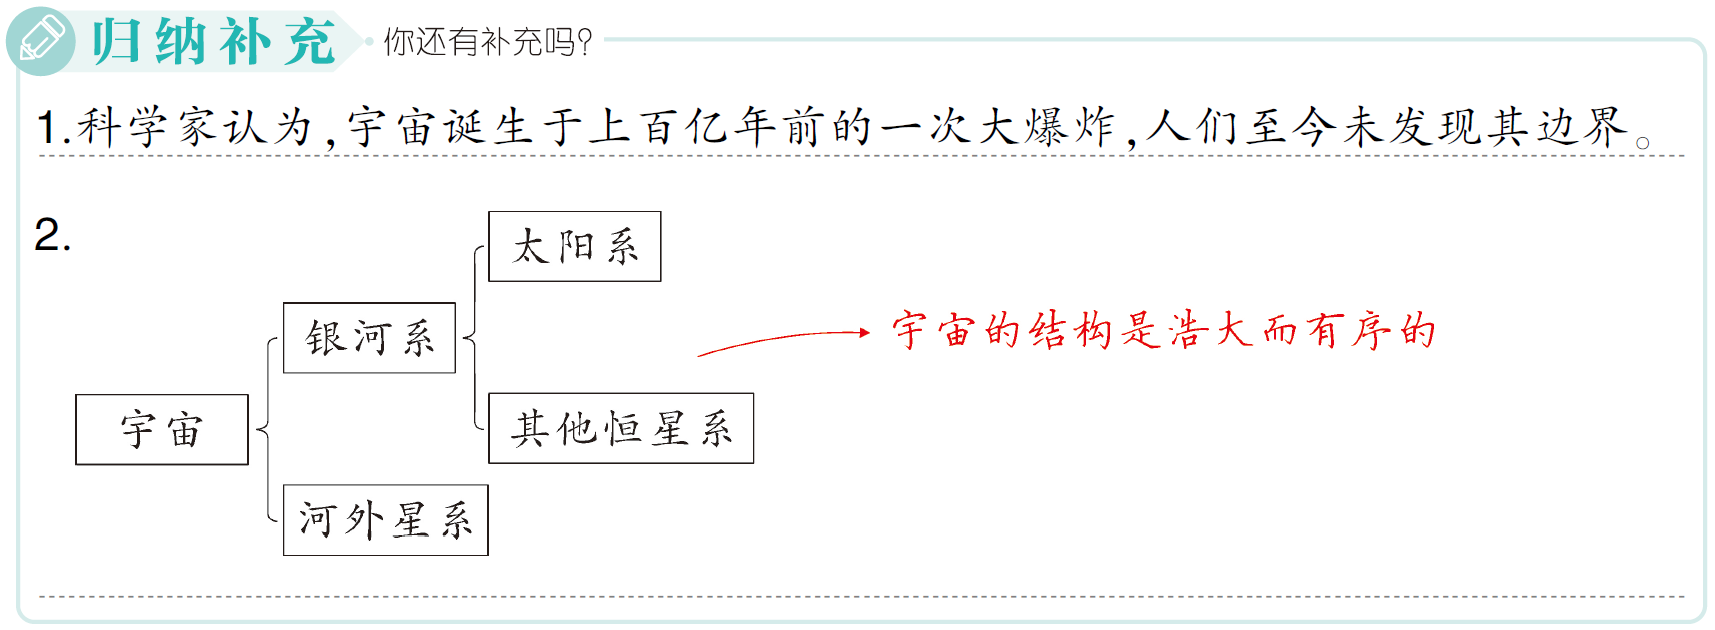 归纳补充 你还有补充吗？
1.科学家认为,宇宙诞生于上百亿年前的一次大爆炸,人们至今未发现其边界。
2.
太阳系
银河系
宇宙的结构是浩大而有序的
其他恒星系
宇宙
河外星系